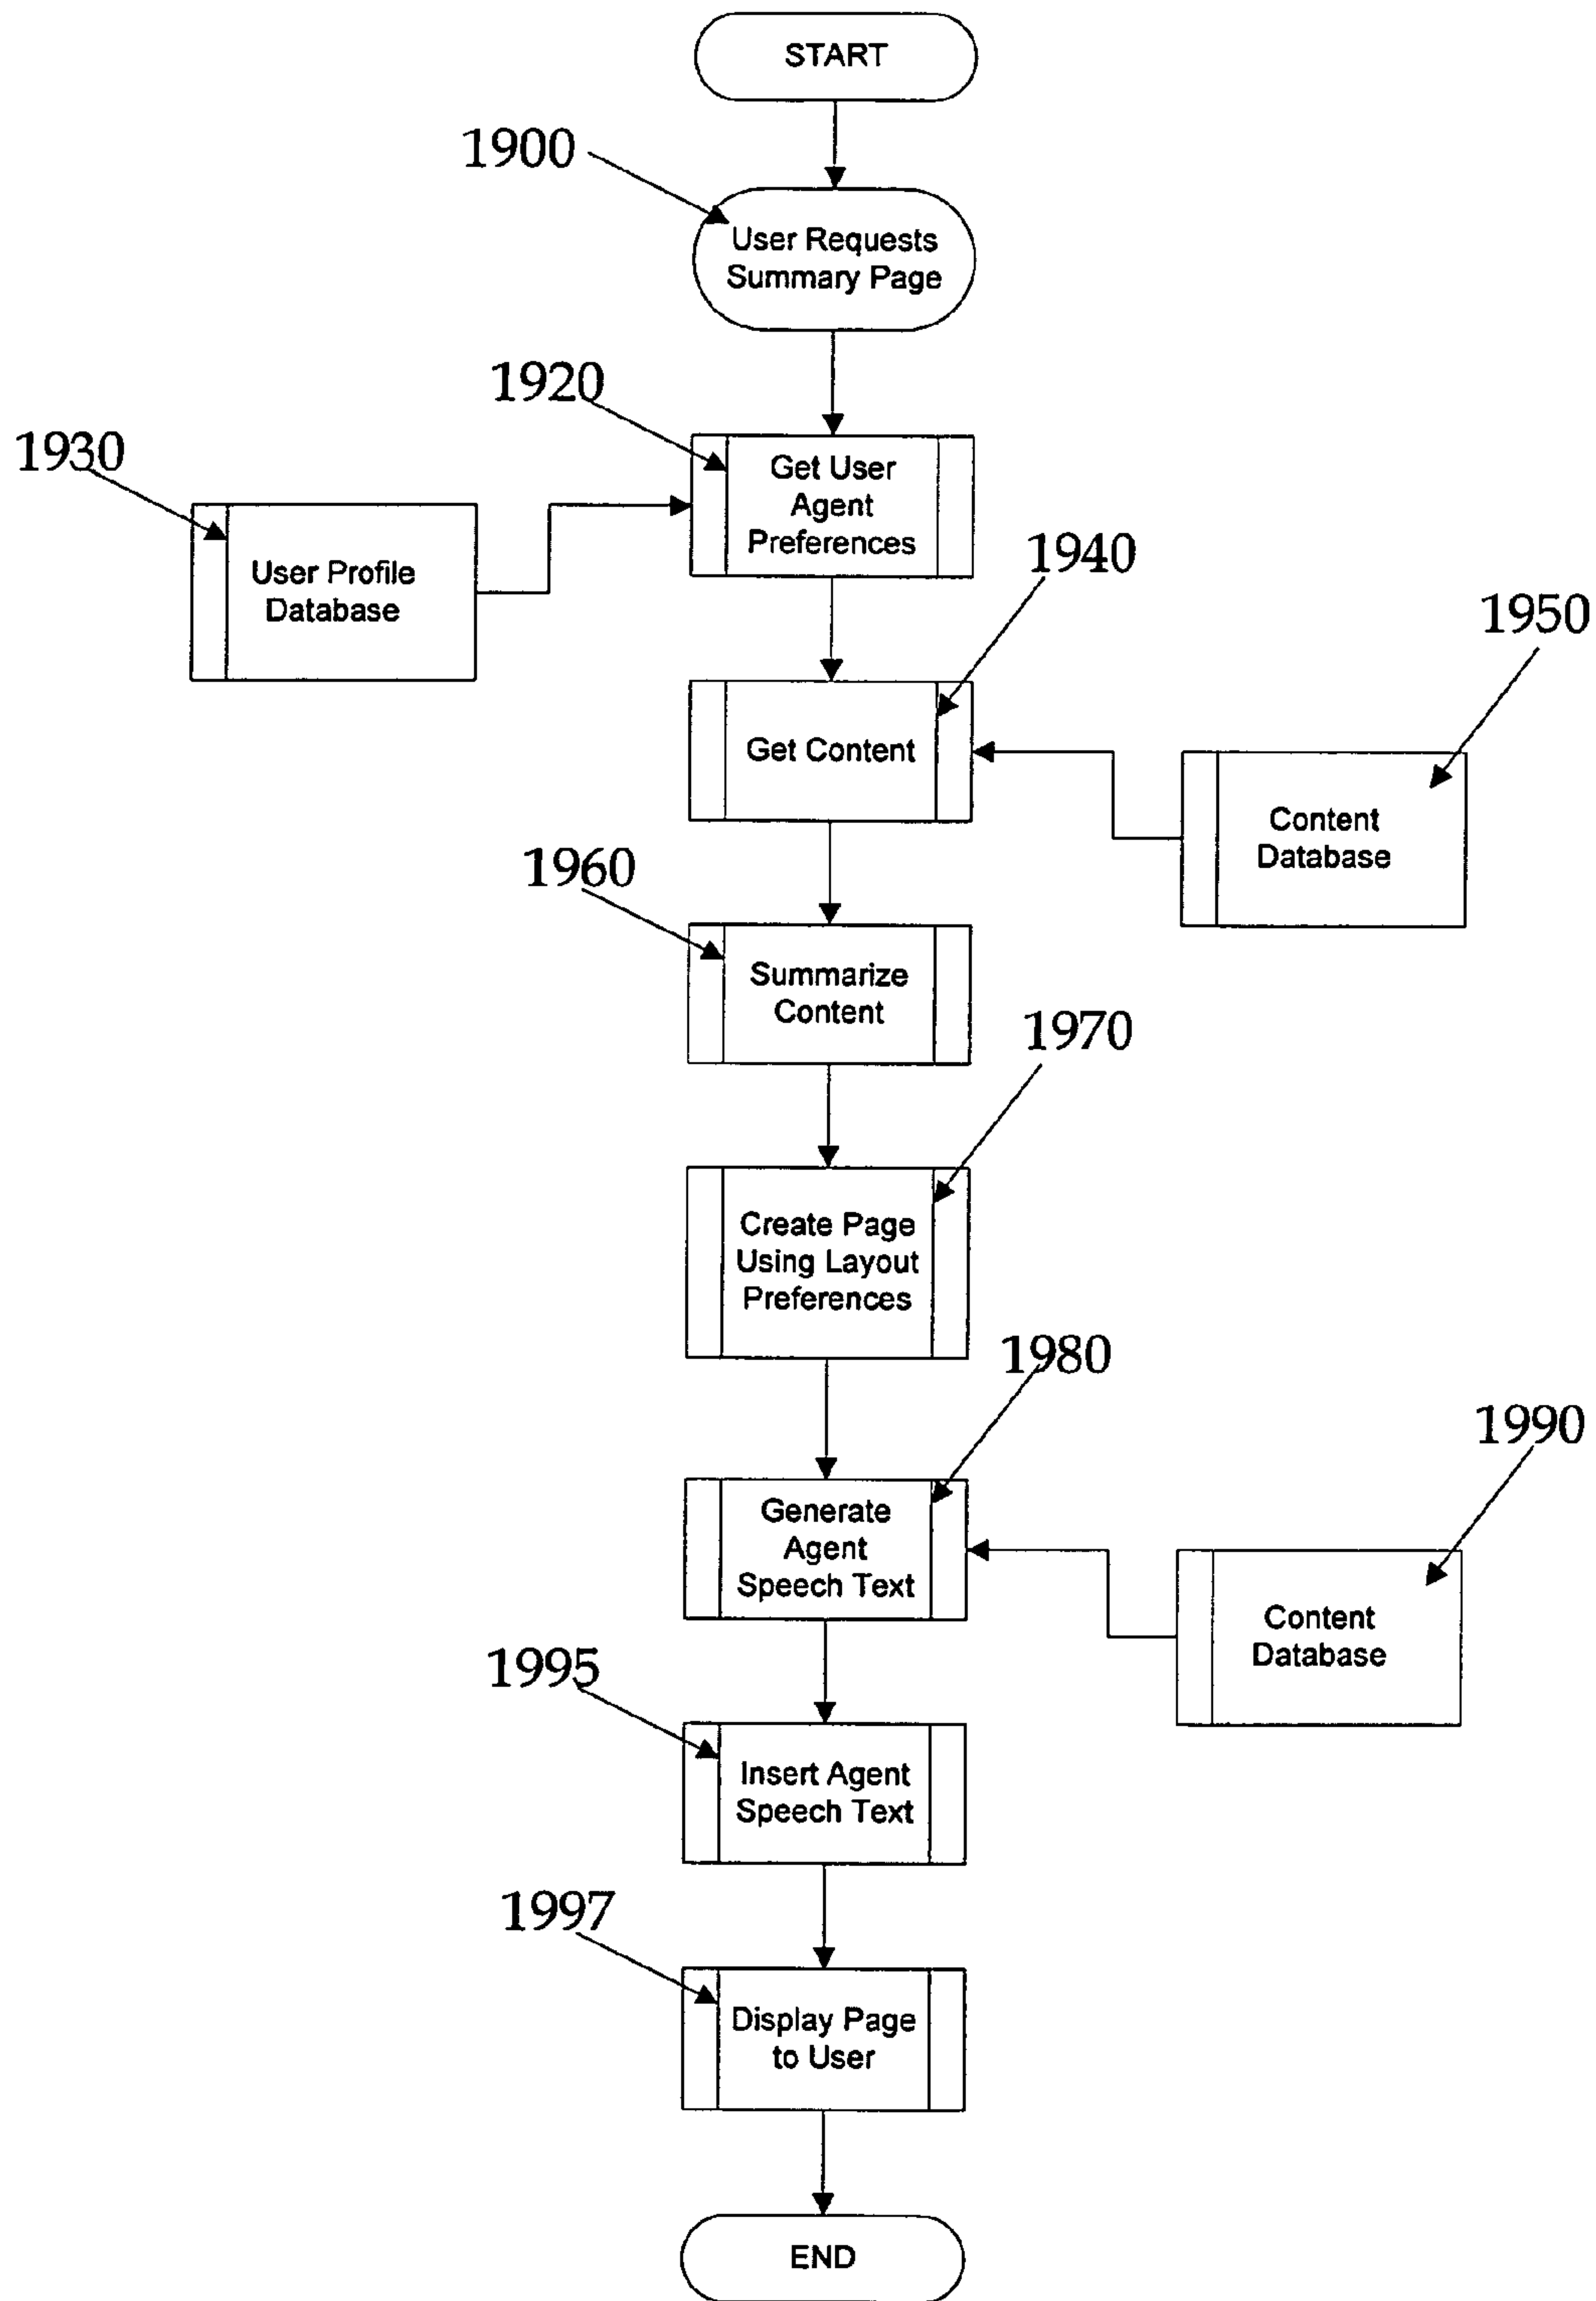 START
1900
User Requests
Summary Page
1920
1930
Get User
Agent
Preferences
User Profile
Database
1940
1950
Get Content
Content
Database
1960
Summarize
Content
1970
Create Page
Using Layout
Preferences
1980
1990
Generate
Agent
Speech Text
Content
Database
1995
Insert Agent
Speech Text
1997
Display Page
to User
END